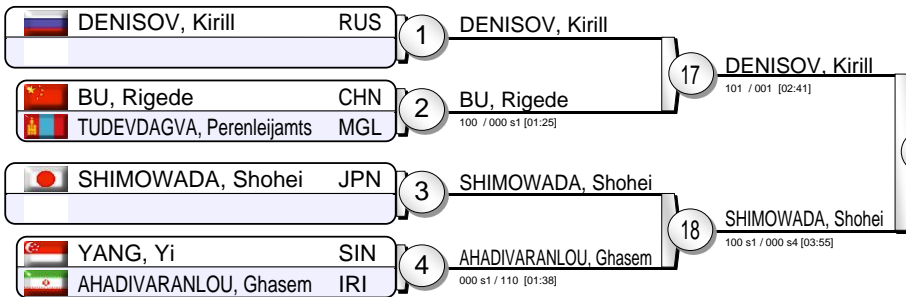 DENISOV, Kirill RUS
1
DENISOV, Kirill
17
DENISOV, Kirill
101 / 001 [02:41]
BU, Rigede CHN
TUDEVDAGVA, Perenleijamts MGL
2
BU, Rigede
100 / 000 s1 [01:25]
SHIMOWADA, Shohei JPN
3
SHIMOWADA, Shohei
18
SHIMOWADA, Shohei
100 s1 / 000 s4 [03:55]
YANG, Yi SIN
AHADIVARANLOU, Ghasem IRI
4
AHADIVARANLOU, Ghasem
000 s1 / 110 [01:38]